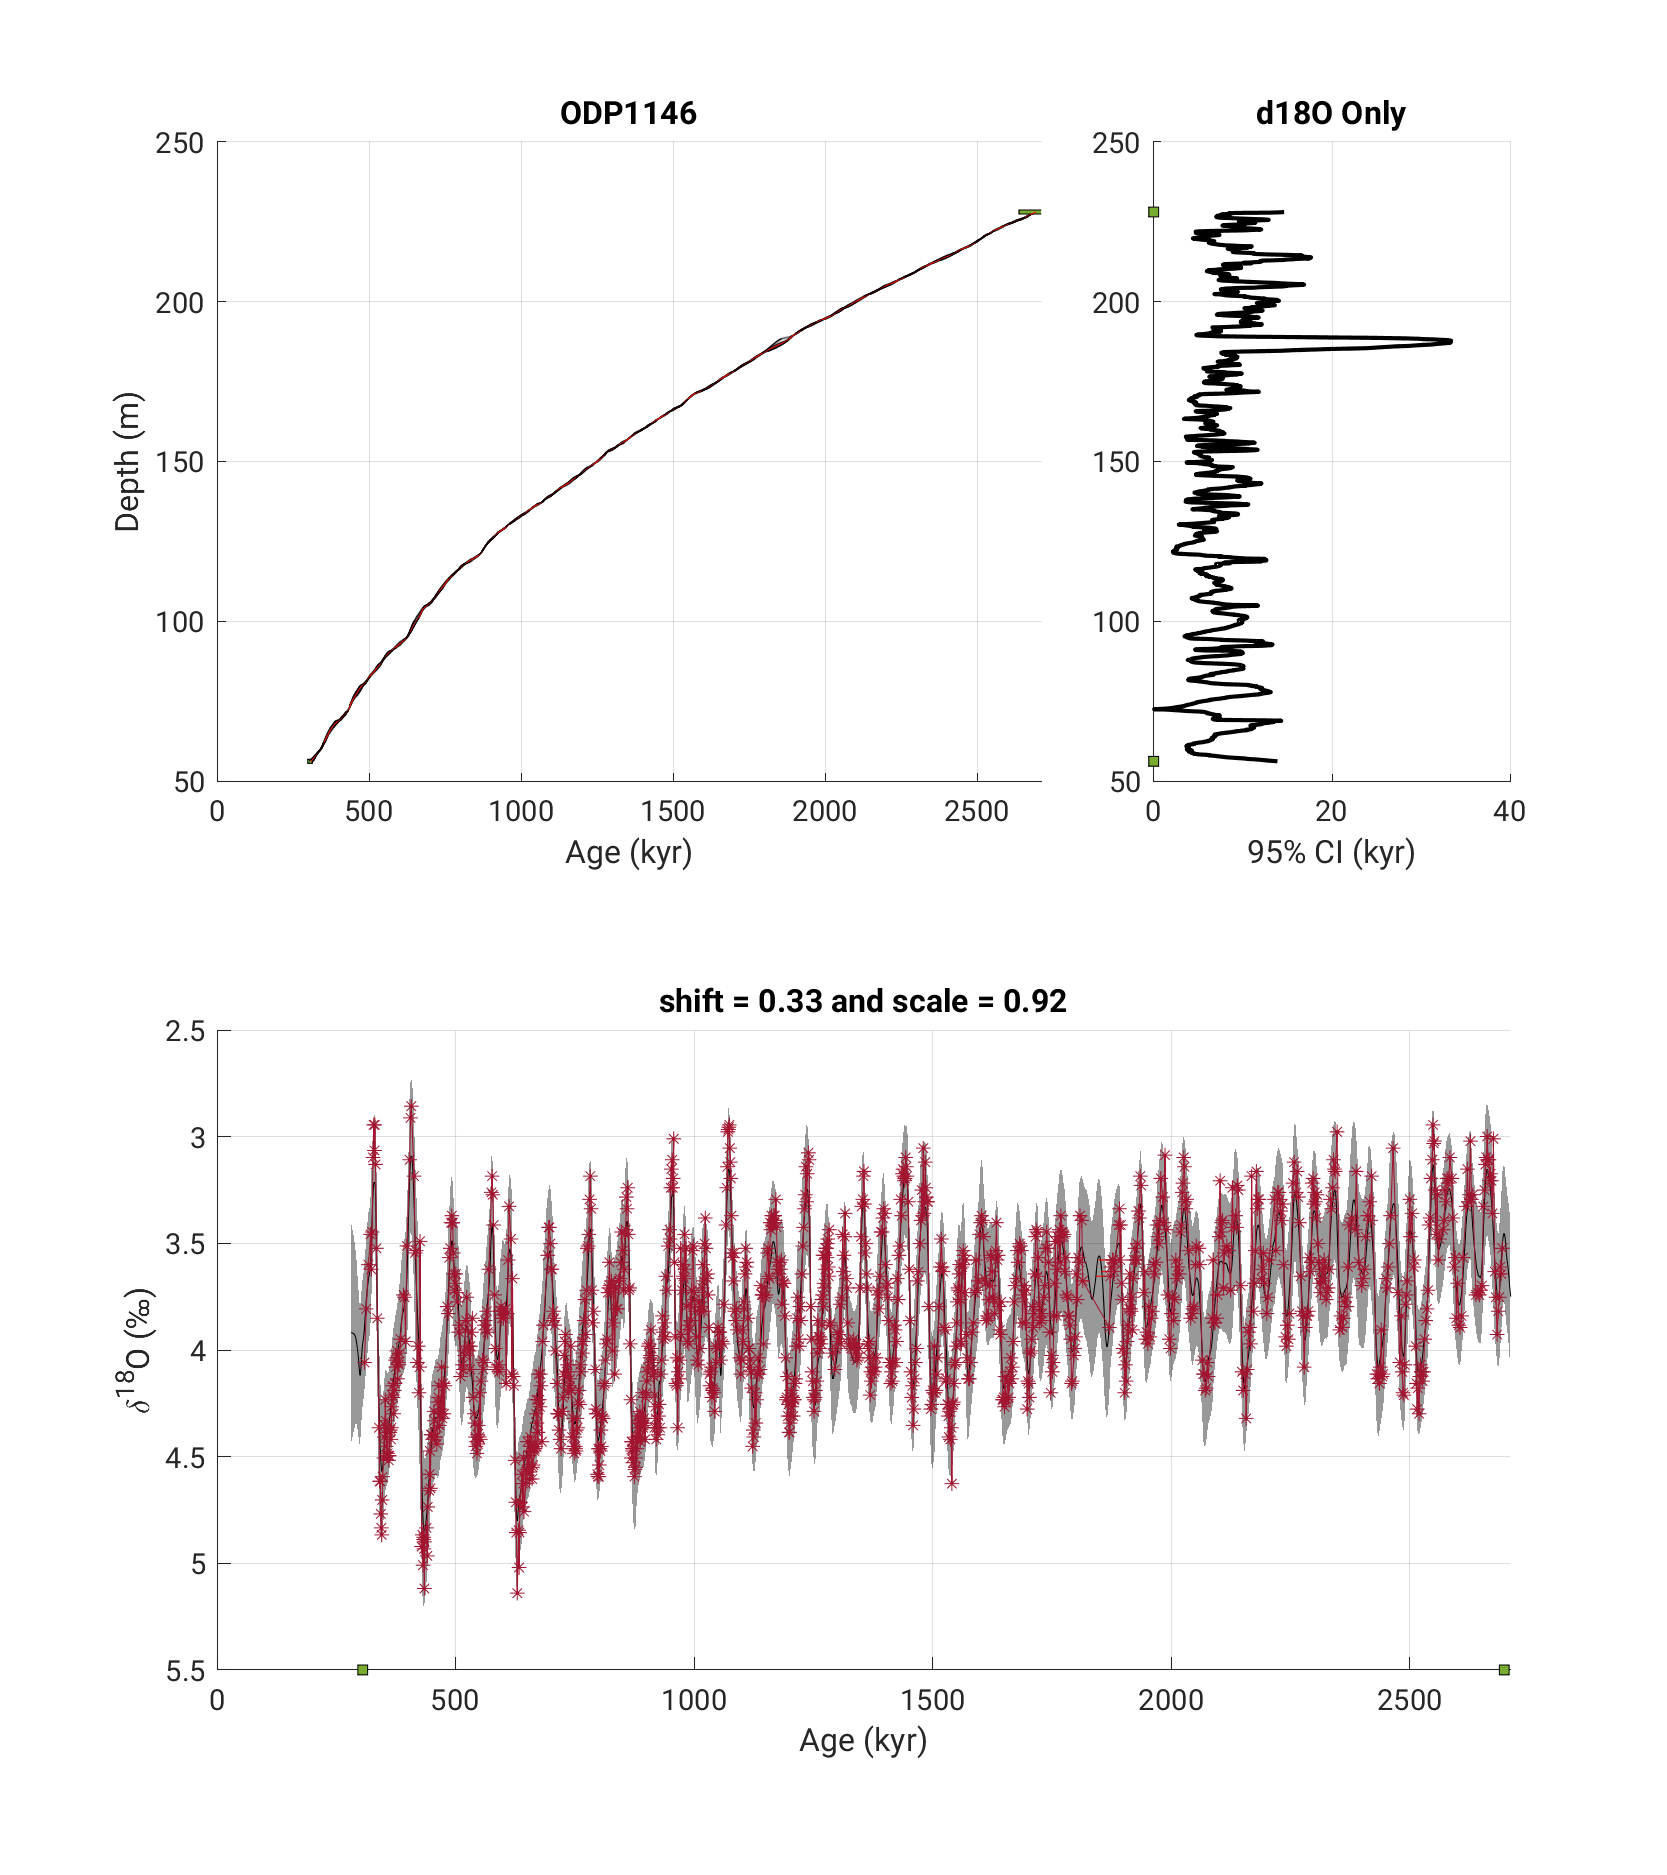 ODP1146
250
200
150
100
50
Depth (m)
0 500 1000 1500 2000 2500
Age (kyr)
d18O Only
250
200
150
100
50
0 20 40
95% CI (kyr)
shift = 0.33 and scale = 0.92
2.5
3
3.5
4
4.5
5
5.5
δ¹⁸O (‰)
0 500 1000 1500 2000 2500
Age (kyr)